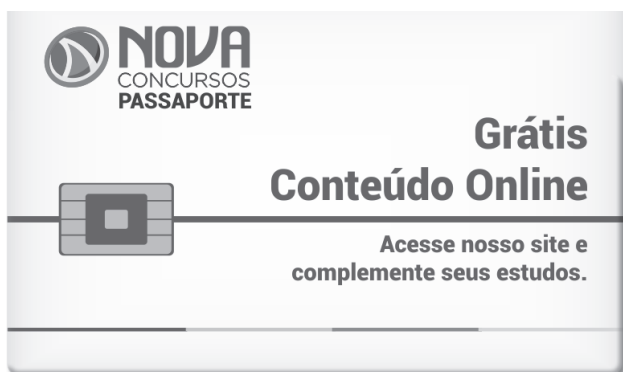 NOVA
CONCURSOS
PASSAPORTE
Grátis
Conteúdo Online
Acesse nosso site e
complemente seus estudos.